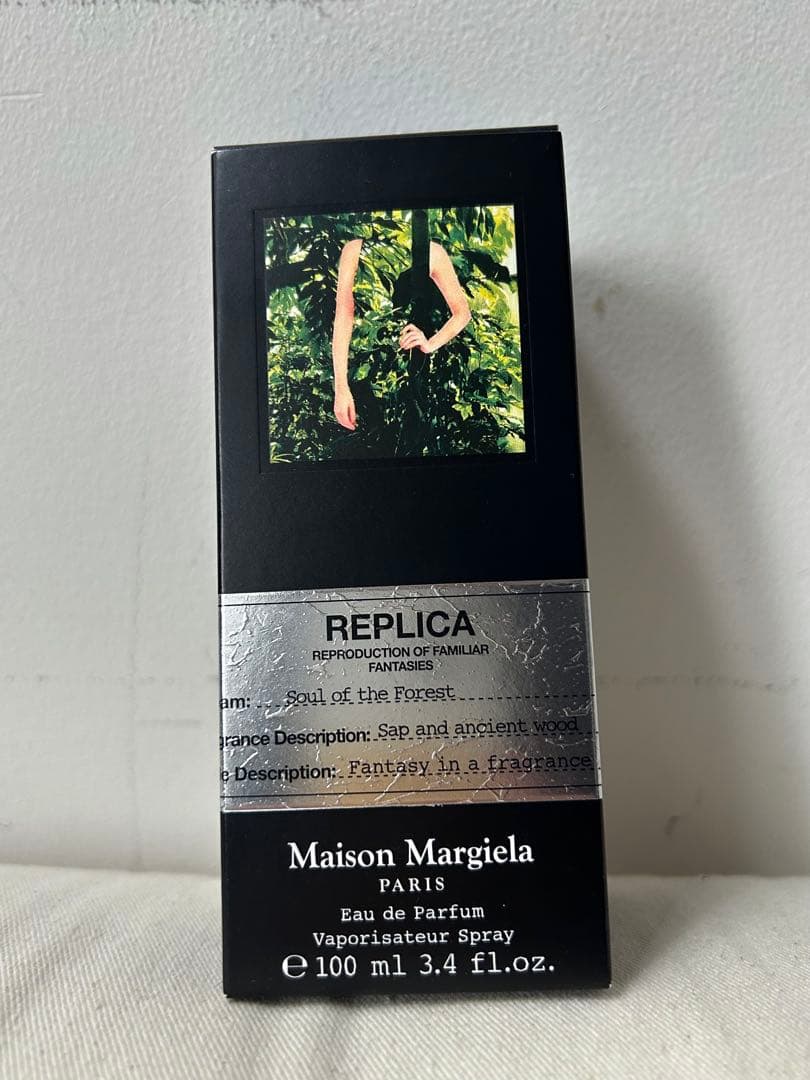 REPLICA
REPRODUCTION OF FAMILIAR
FANTASIES
am: Soul of the Forest
grance Description: Sap and ancient wood
e Description: Fantasy in a fragrance
Maison Margiela
PARIS
Eau de Parfum
Vaporisateur Spray
e 100 ml 3.4 fl.oz.